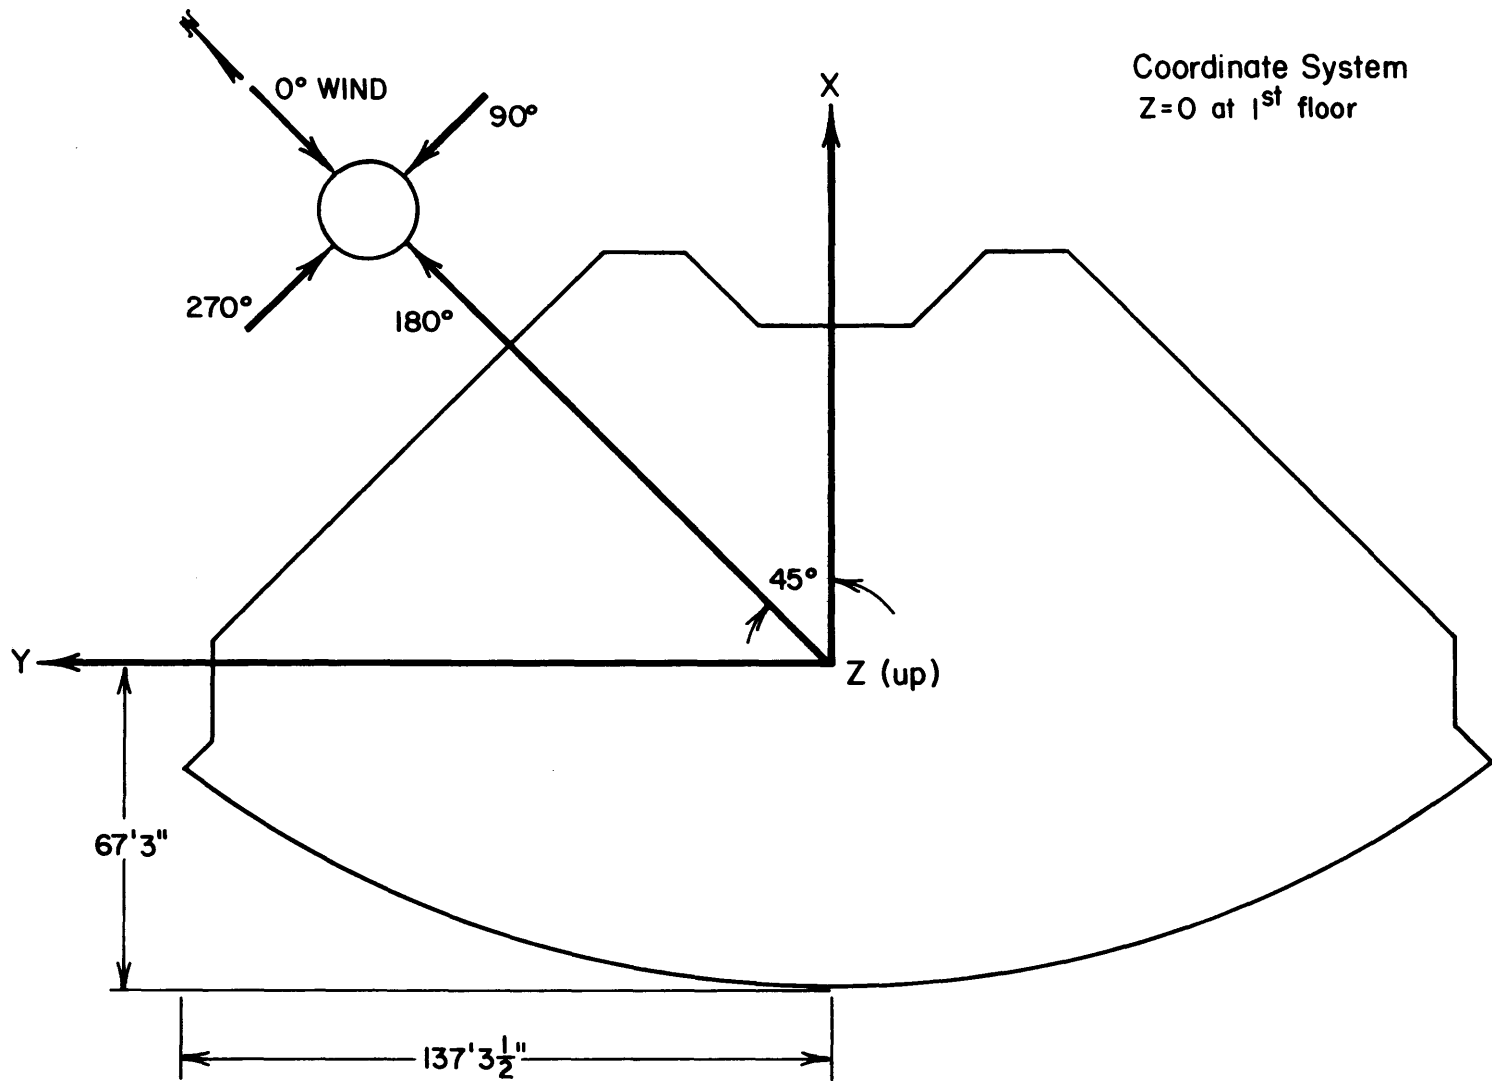 Coordinate System
Z=0 at 1st floor
N
0° WIND
90°
X
270°
180°
45°
Y
Z (up)
67'3"
137'3½"